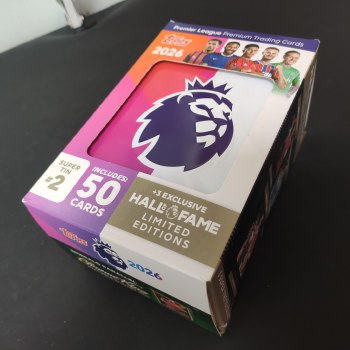 Premier League Premium Trading Cards
2026
SUPER
TIN
#2
INCLUDES:
50
CARDS
+3 EXCLUSIVE
HALL of FAME
LIMITED
EDITIONS
Topps
2026